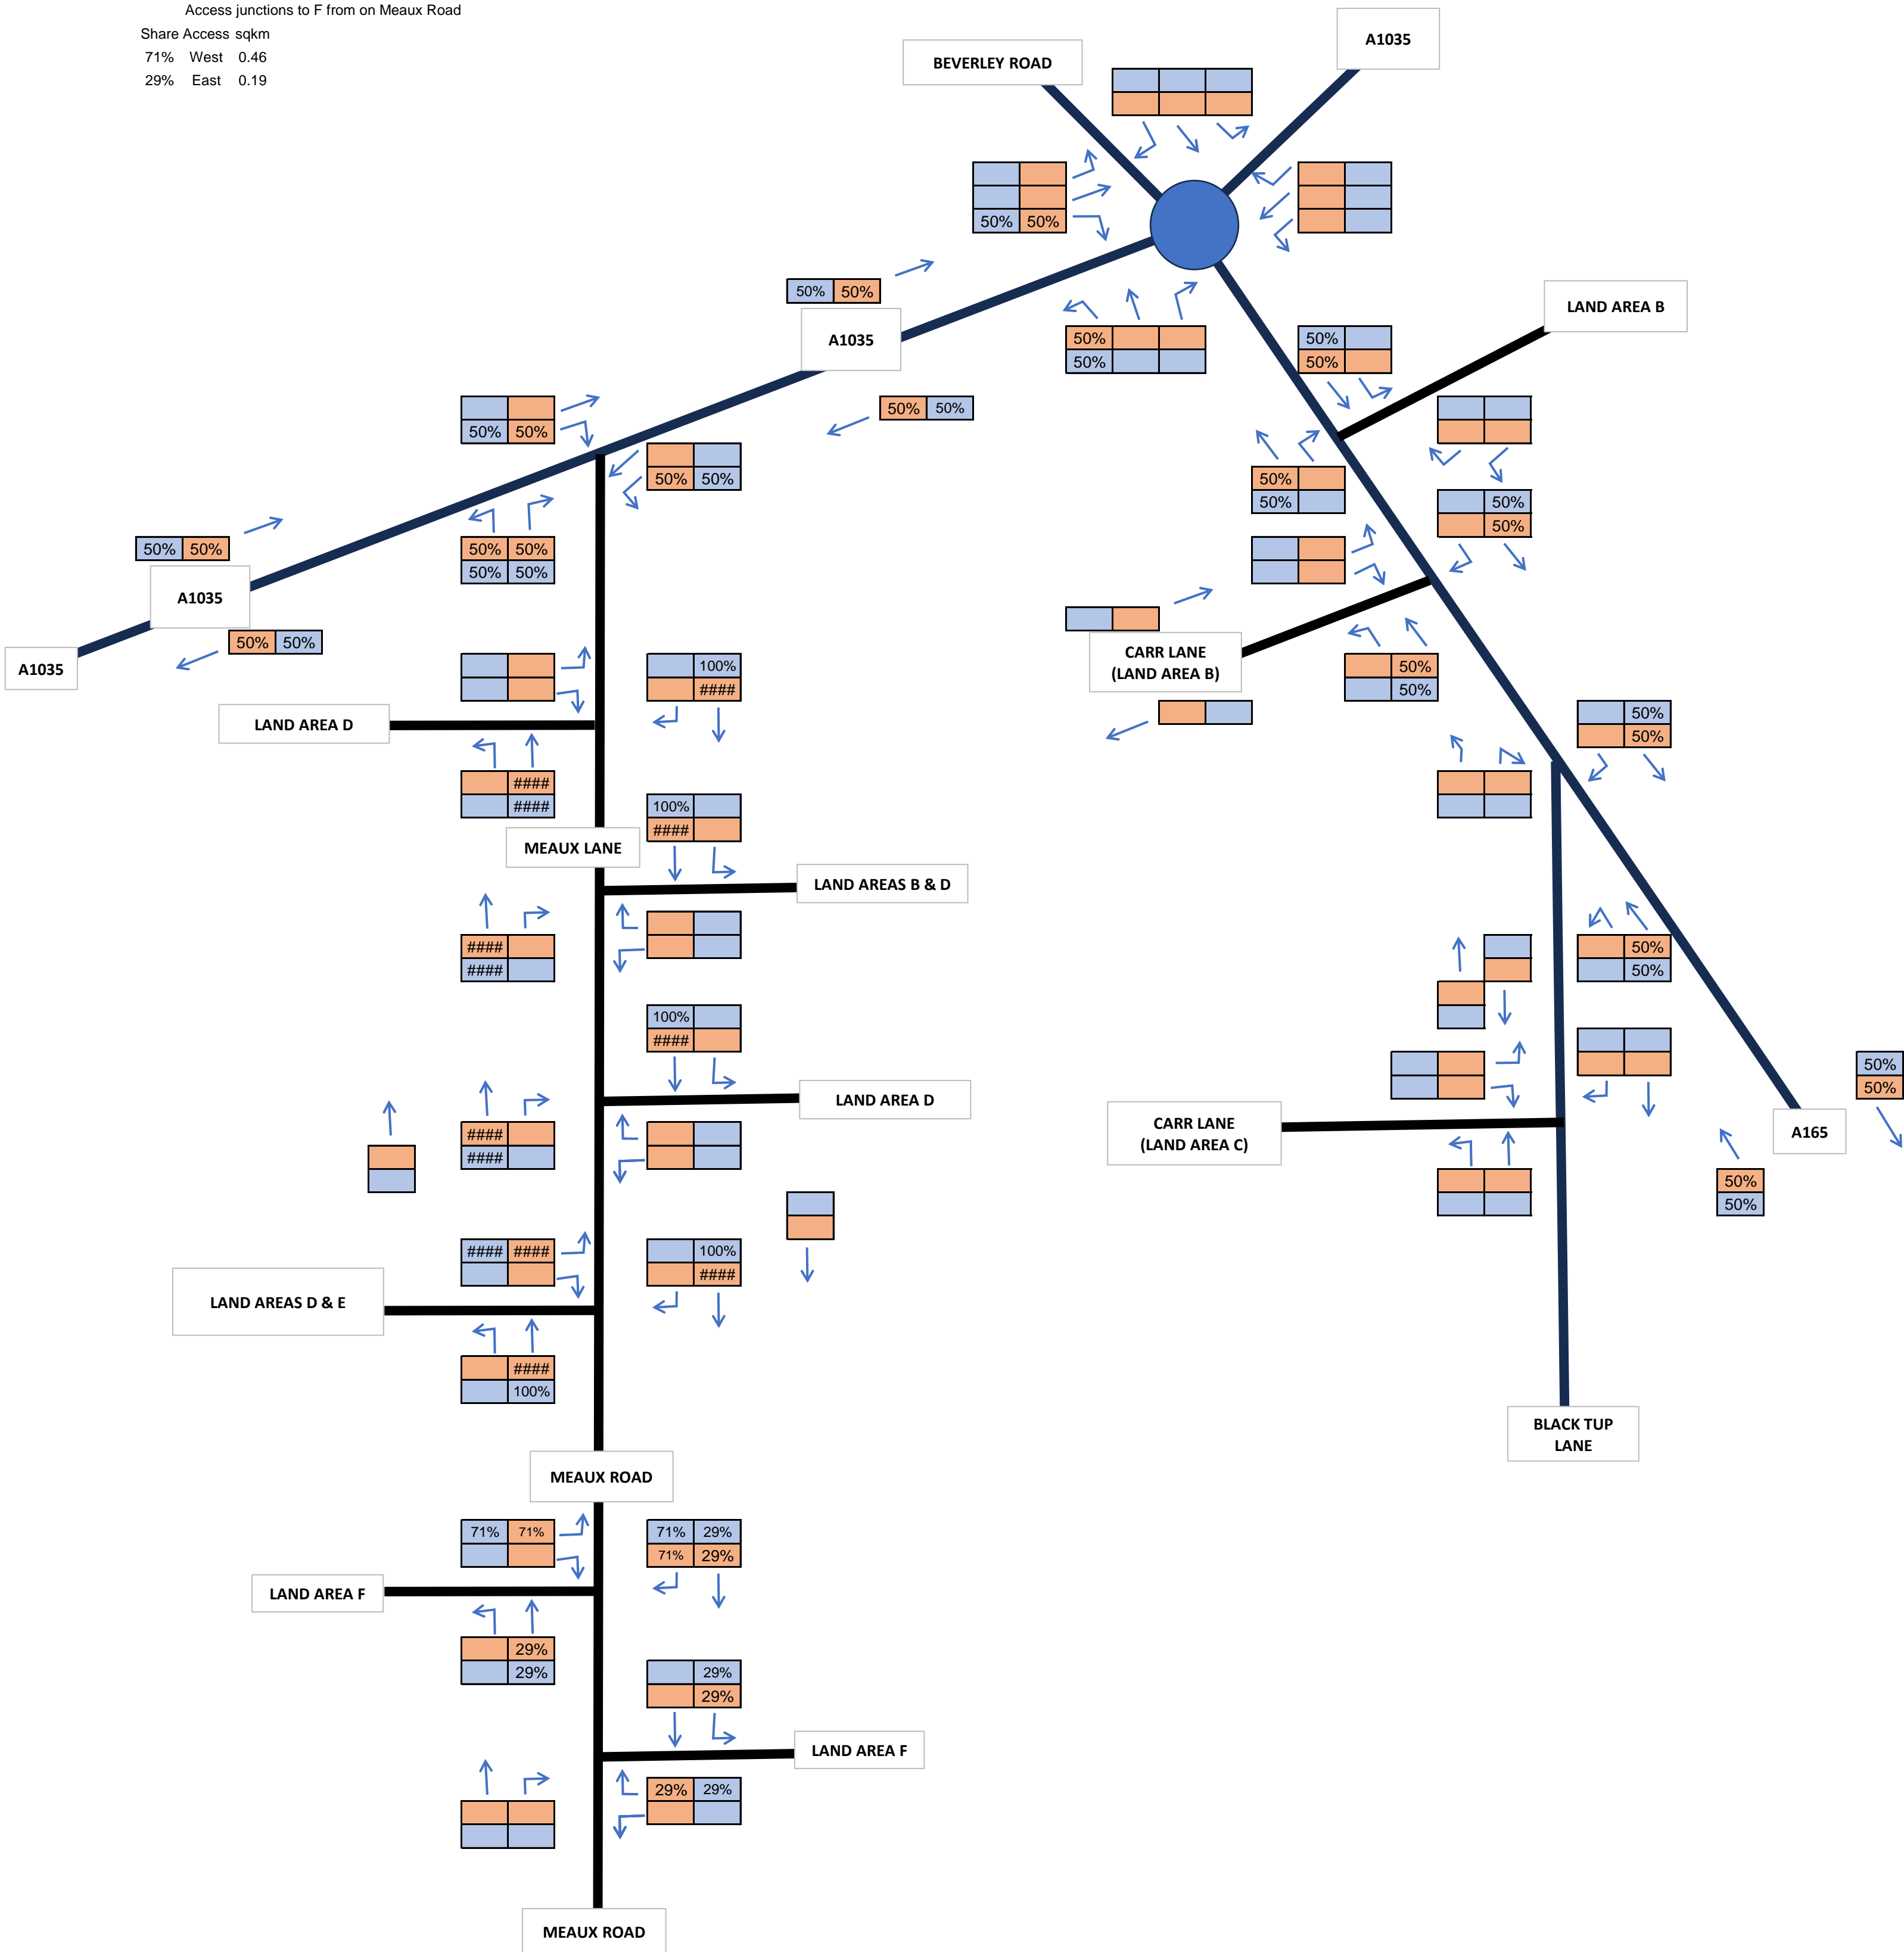 Access junctions to F from on Meaux Road
Share Access sqkm
71% West 0.46
29% East 0.19
A1035
BEVERLEY ROAD
50% 50%
50% 50%
A1035
LAND AREA B
50%
50%
50%
50%
50% 50%
50% 50%
50% 50%
50%
50%
50%
50%
50% 50%
A1035
50% 50%
50% 50%
50% 50%
A1035
CARR LANE
(LAND AREA B)
50%
50%
100%
####
LAND AREA D
####
####
50%
50%
100%
####
MEAUX LANE
LAND AREAS B & D
####
####
50%
50%
100%
####
LAND AREA D
####
####
CARR LANE
(LAND AREA C)
A165
50%
50%
50%
50%
#### ####
100%
####
LAND AREAS D & E
####
100%
BLACK TUP
LANE
MEAUX ROAD
71% 71%
71% 29%
71% 29%
LAND AREA F
29%
29%
29%
29%
LAND AREA F
29% 29%
MEAUX ROAD